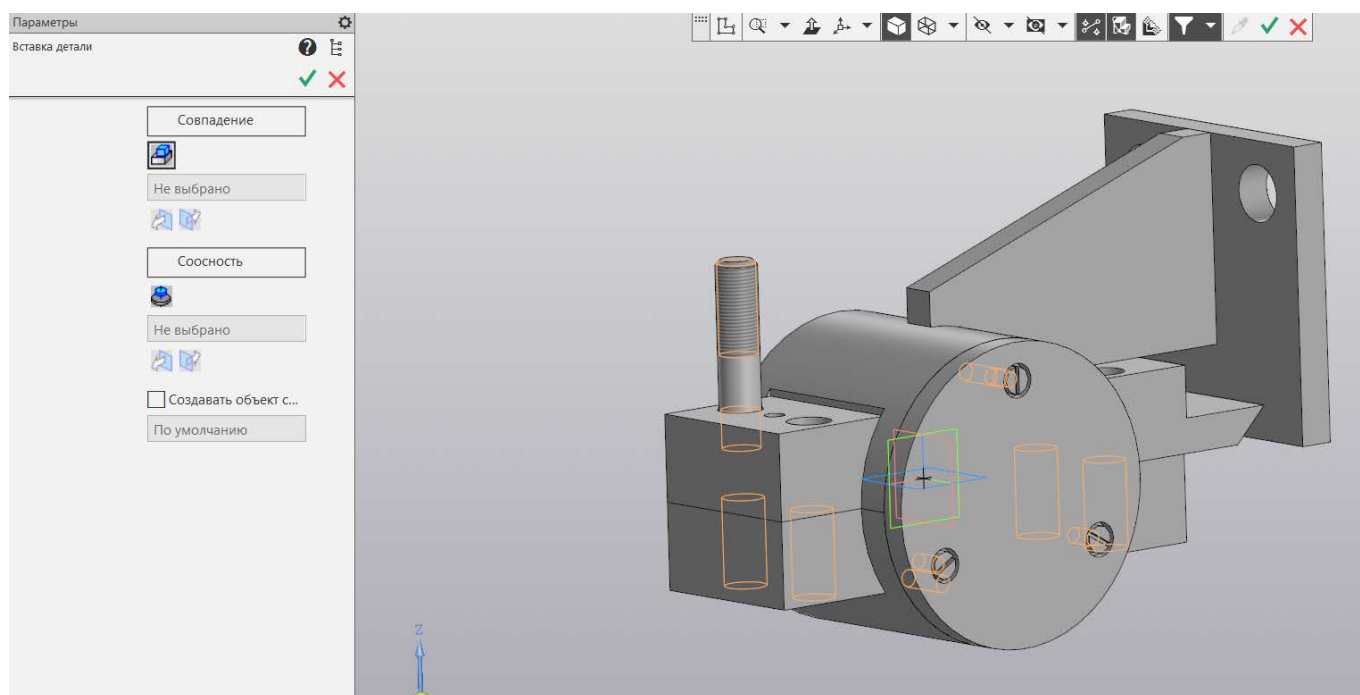 Параметры
Вставка детали
Совпадение
Не выбрано
Соосность
Не выбрано
Создавать объект с...
По умолчанию
Z